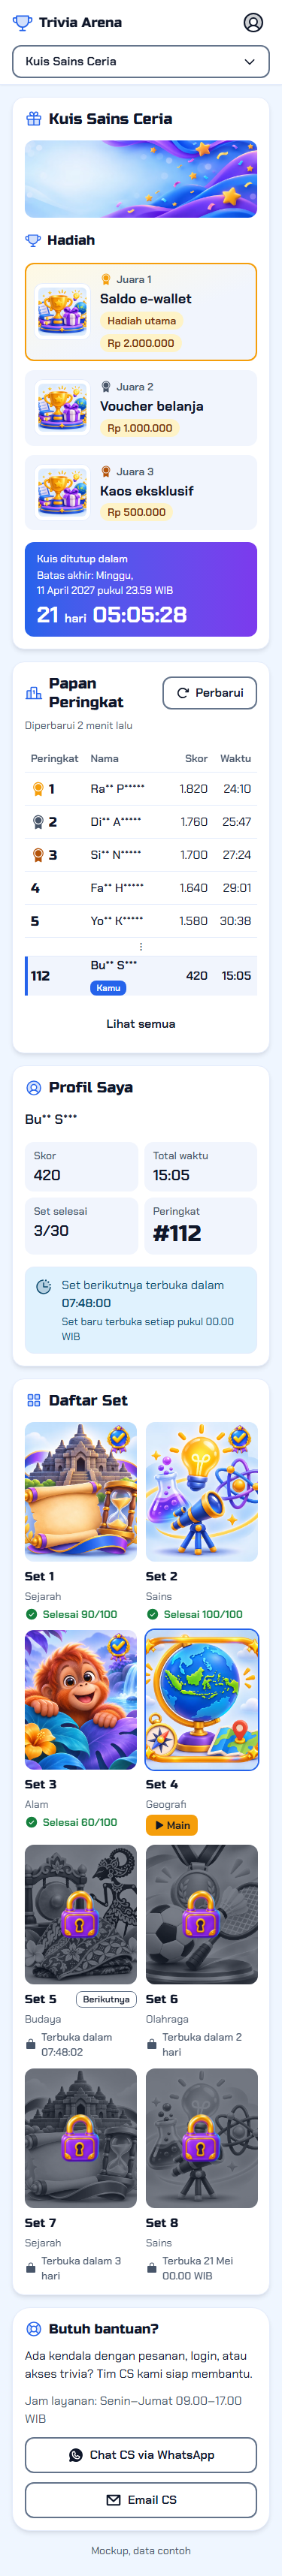 Trivia Arena
Kuis Sains Ceria
Kuis Sains Ceria
Hadiah
Juara 1
Saldo e-wallet
Hadiah utama
Rp 2.000.000
Juara 2
Voucher belanja
Rp 1.000.000
Juara 3
Kaos eksklusif
Rp 500.000
Kuis ditutup dalam
Batas akhir: Minggu,
11 April 2027 pukul 23.59 WIB
21 hari 05:05:28
Papan
Peringkat
Perbarui
Diperbarui 2 menit lalu
Peringkat Nama Skor Waktu
1 Ra** P***** 1.820 24:10
2 Di** A***** 1.760 25:47
3 Si** N***** 1.700 27:24
4 Fa** H***** 1.640 29:01
5 Yo** K***** 1.580 30:38
⋮
112 Bu** S*** 420 15:05
Kamu
Lihat semua
Profil Saya
Bu** S***
Skor
420
Total waktu
15:05
Set selesai
3/30
Peringkat
#112
Set berikutnya terbuka dalam
07:48:00
Set baru terbuka setiap pukul 00.00
WIB
Daftar Set
Set 1
Sejarah
Selesai 90/100
Set 2
Sains
Selesai 100/100
Set 3
Alam
Selesai 60/100
Set 4
Geografi
Main
Set 5
Berikutnya
Budaya
Terbuka dalam
07:48:02
Set 6
Olahraga
Terbuka dalam 2
hari
Set 7
Sejarah
Terbuka dalam 3
hari
Set 8
Sains
Terbuka 21 Mei
00.00 WIB
Butuh bantuan?
Ada kendala dengan pesanan, login, atau
akses trivia? Tim CS kami siap membantu.
Jam layanan: Senin–Jumat 09.00–17.00
WIB
Chat CS via WhatsApp
Email CS
Mockup, data contoh